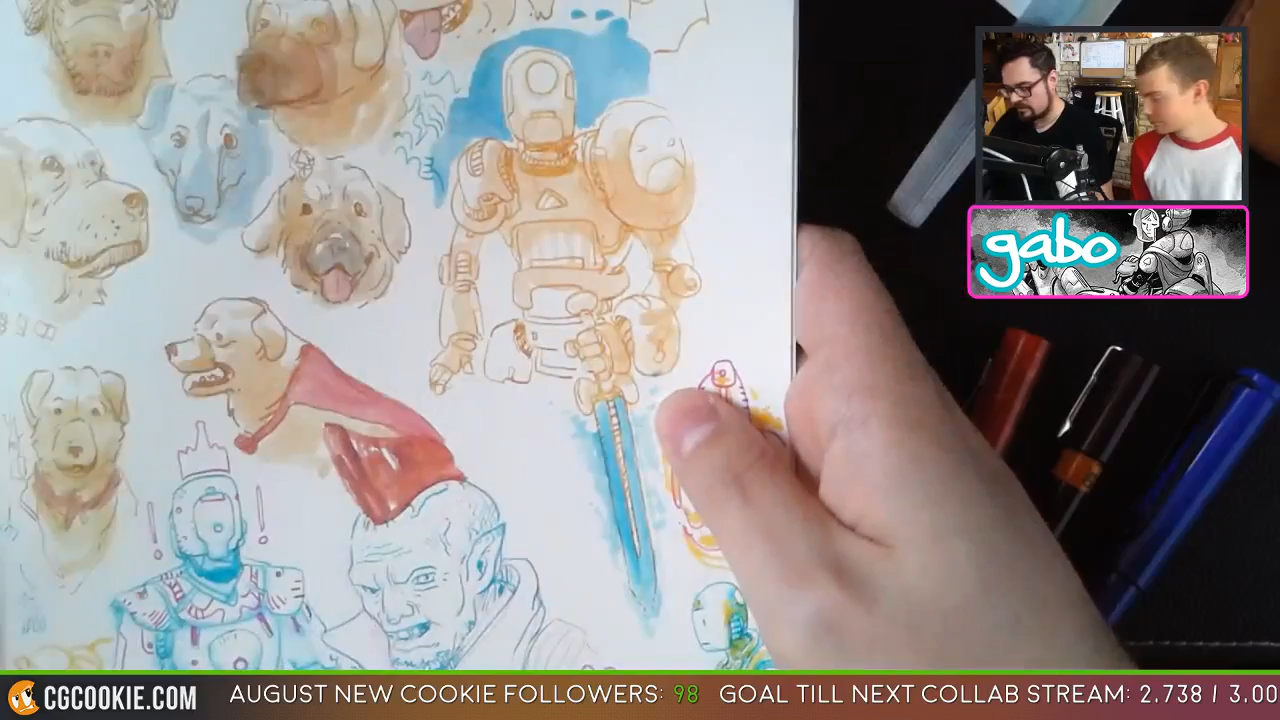 gabo
CGCOOKIE.COM
AUGUST NEW COOKIE FOLLOWERS: 98 GOAL TILL NEXT COLLAB STREAM: 2.738 / 3.00